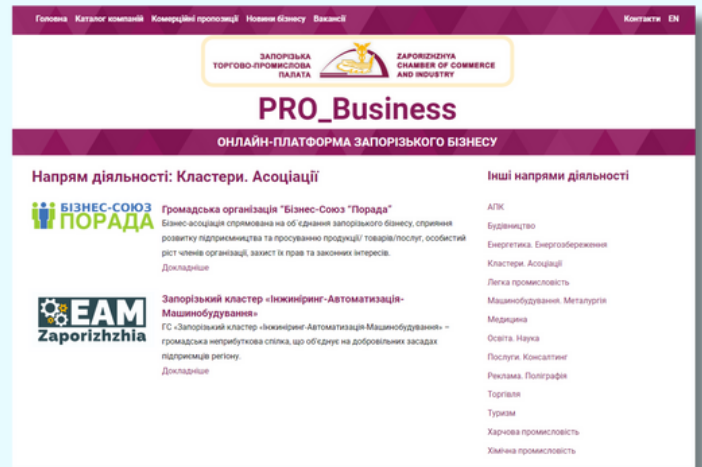 Головна Каталог компаній Комерційні пропозиції Новини бізнесу Вакансії Контакти EN
ЗАПОРІЗЬКА
ТОРГОВО-ПРОМИСЛОВА
ПАЛАТА
ZAPORIZHZHYA
CHAMBER OF COMMERCE
AND INDUSTRY
PRO_Business
ОНЛАЙН-ПЛАТФОРМА ЗАПОРІЗЬКОГО БІЗНЕСУ
Напрям діяльності: Кластери. Асоціації
БІЗНЕС-СОЮЗ
ПОРАДА
Громадська організація "Бізнес-Союз "Порада"
Бізнес-асоціація спрямована на об'єднання запорізького бізнесу, сприяння
розвитку підприємництва та просуванню продукції/ товарів/послуг, особистий
ріст членів організації, захист їх прав та законних інтересів.
Докладніше
EAM
Zaporizhzhia
Запорізький кластер «Інжиніринг-Автоматизація-
Машинобудування»
ГС «Запорізький кластер «Інжиніринг-Автоматизація-Машинобудування» –
громадська неприбуткова спілка, що об'єднує на добровільних засадах
підприємців регіону.
Докладніше
Інші напрями діяльності
АПК
Будівництво
Енергетика. Енергозбереження
Кластери. Асоціації
Легка промисловість
Машинобудування. Металургія
Медицина
Освіта. Наука
Послуги. Консалтинг
Реклама. Поліграфія
Торгівля
Туризм
Харчова промисловість
Хімічна промисловість